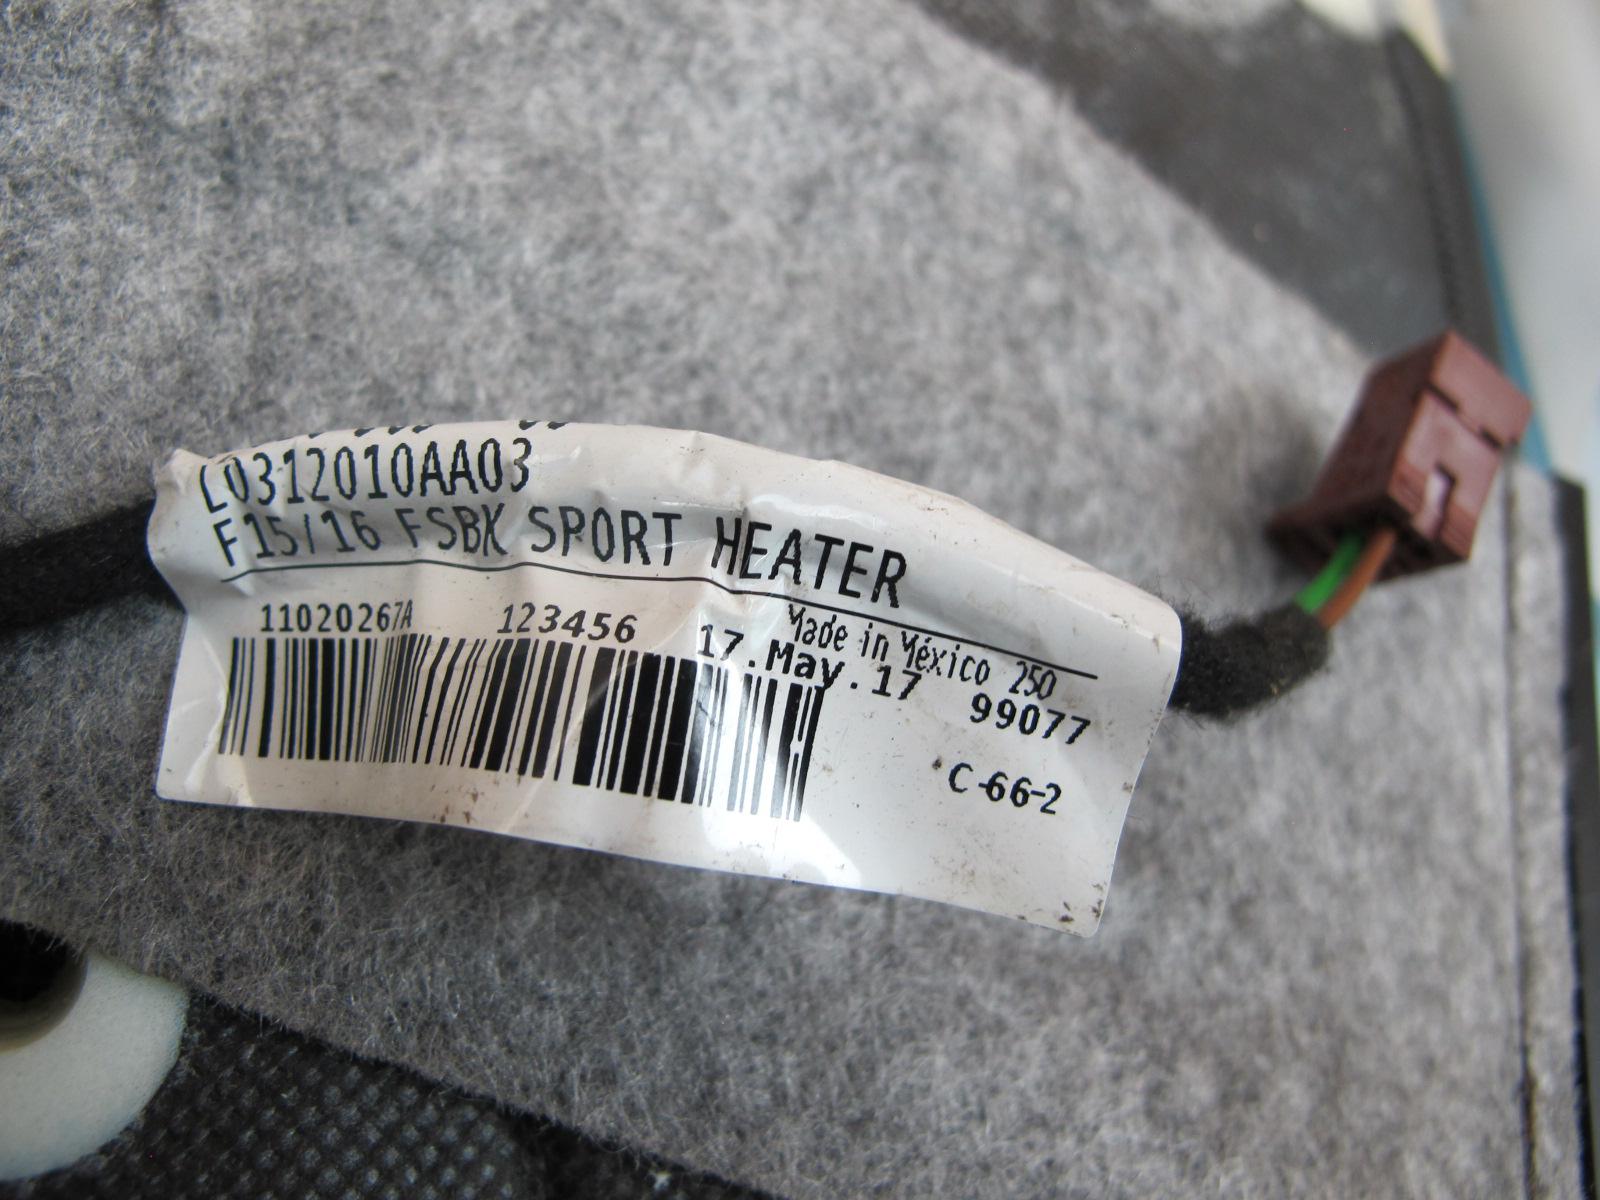 L0312010AA03
F15/16 FSBK SPORT HEATER
11020267A 123456
Made in México 250
17.May.17 99077
C-66-2